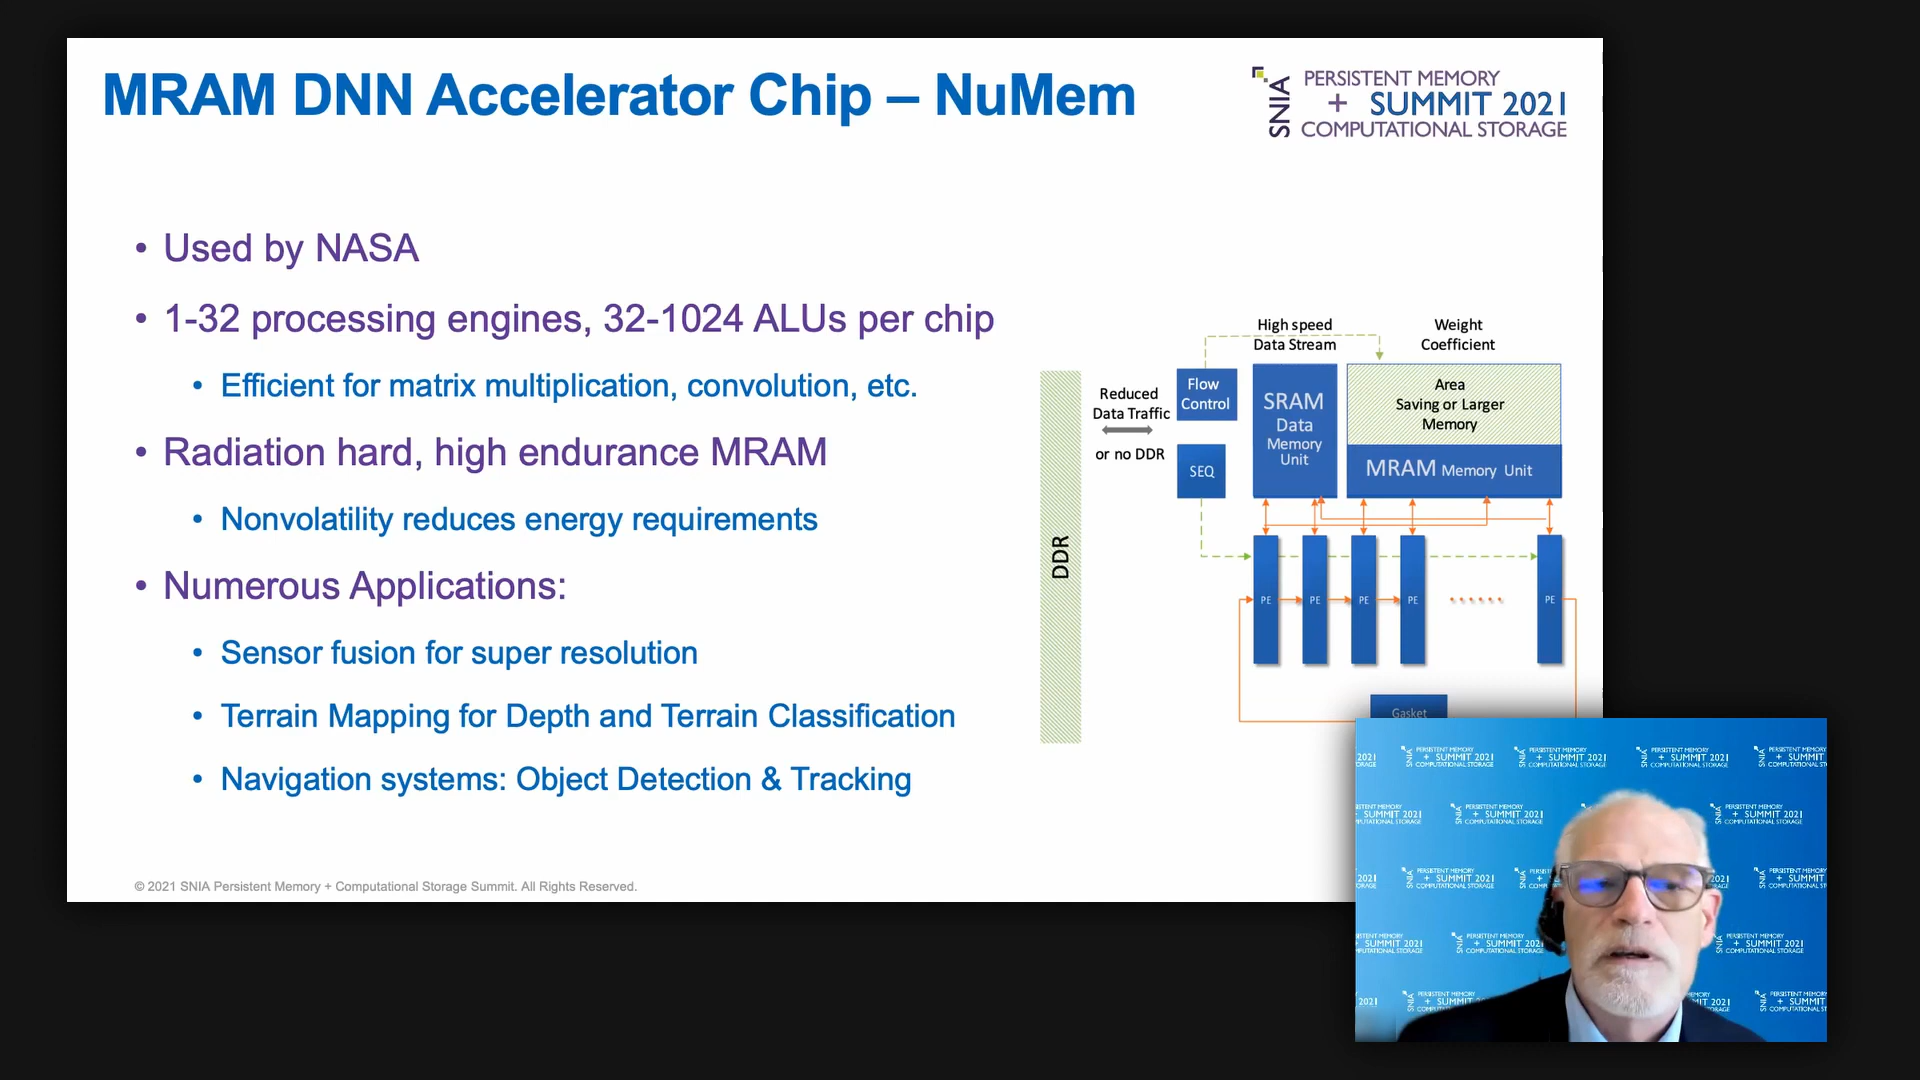 MRAM DNN Accelerator Chip – NuMem
SNIA
PERSISTENT MEMORY
+ SUMMIT 2021
COMPUTATIONAL STORAGE
• Used by NASA
• 1-32 processing engines, 32-1024 ALUs per chip
• Efficient for matrix multiplication, convolution, etc.
• Radiation hard, high endurance MRAM
• Nonvolatility reduces energy requirements
• Numerous Applications:
• Sensor fusion for super resolution
• Terrain Mapping for Depth and Terrain Classification
• Navigation systems: Object Detection & Tracking
High speed
Data Stream
Weight
Coefficient
DDR
Reduced
Data Traffic
or no DDR
Flow
Control
SEQ
SRAM
Data
Memory
Unit
Area
Saving or Larger
Memory
MRAM Memory Unit
PE
PE
PE
PE
PE
Gasket
© 2021 SNIA Persistent Memory + Computational Storage Summit. All Rights Reserved.